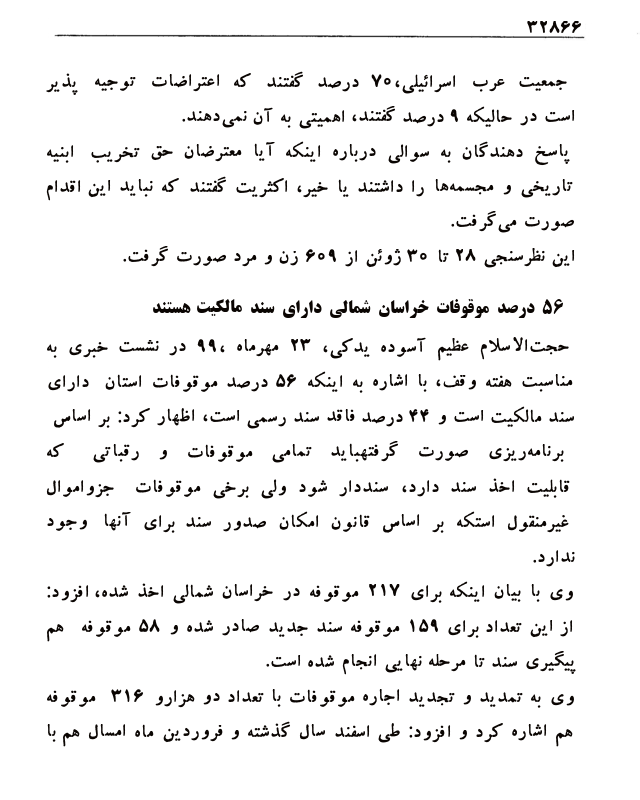 ۳۲۸۶۶
جمعیت عرب اسرائیلی،۷۰ درصد گفتند که اعتراضات توجیه پذیر
است در حالیکه ۹ درصد گفتند، اهمیتی به آن نمی‌دهند.
پاسخ دهندگان به سوالی درباره اینکه آیا معترضان حق تخریب ابنیه
تاریخی و مجسمه‌ها را داشتند یا خیر، اکثریت گفتند که نباید این اقدام
صورت می‌گرفت.
این نظرسنجی ۲۸ تا ۳۰ ژوئن از ۶۰۹ زن و مرد صورت گرفت.
۵۶ درصد موقوفات خراسان شمالی دارای سند مالکیت هستند
حجت‌الاسلام عظیم آسوده یدکی، ۲۳ مهرماه ،۹۹ در نشست خبری به
مناسبت هفته وقف، با اشاره به اینکه ۵۶ درصد موقوفات استان دارای
سند مالکیت است و ۴۴ درصد فاقد سند رسمی است، اظهار کرد: بر اساس
برنامه‌ریزی صورت گرفتهباید تمامی موقوفات و رقباتی که
قابلیت اخذ سند دارد، سنددار شود ولی برخی موقوفات جزواموال
غیرمنقول استکه بر اساس قانون امکان صدور سند برای آنها وجود
ندارد.
وی با بیان اینکه برای ۲۱۷ موقوفه در خراسان شمالی اخذ شده، افزود:
از این تعداد برای ۱۵۹ موقوفه سند جدید صادر شده و ۵۸ موقوفه هم
پیگیری سند تا مرحله نهایی انجام شده است.
وی به تمدید و تجدید اجاره موقوفات با تعداد دو هزارو ۳۱۶ موقوفه
هم اشاره کرد و افزود: طی اسفند سال گذشته و فروردین ماه امسال هم با